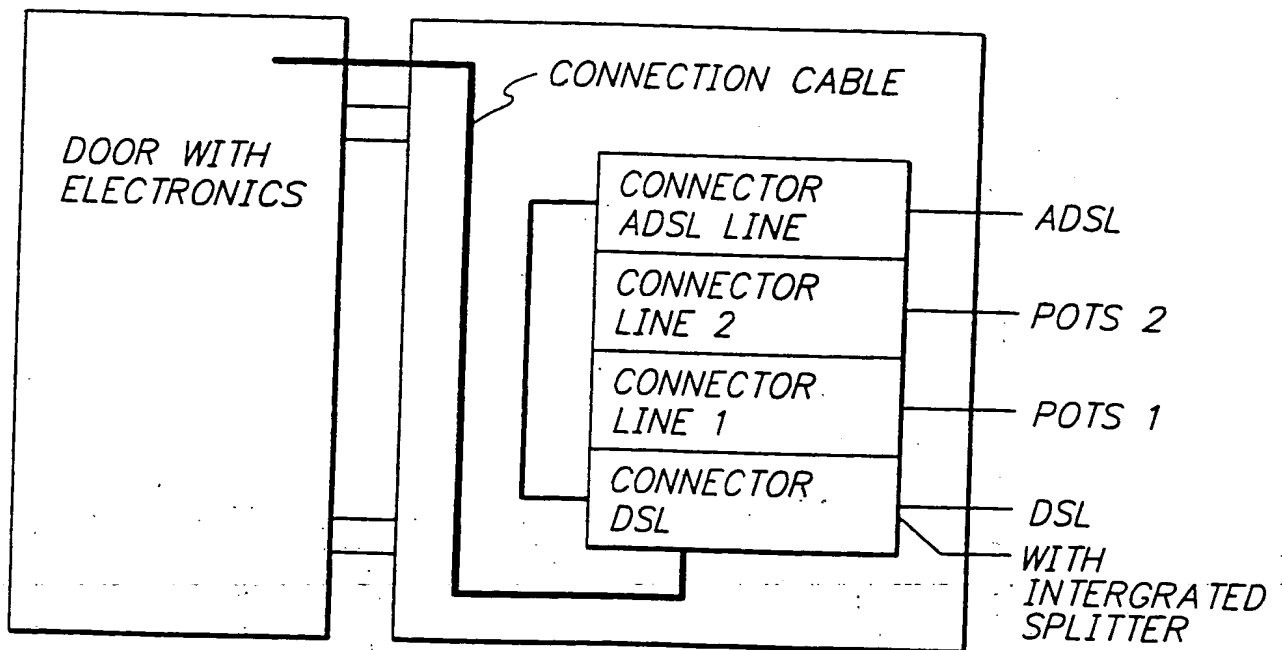 CONNECTION CABLE
DOOR WITH
ELECTRONICS
CONNECTOR
ADSL LINE
ADSL
CONNECTOR
LINE 2
POTS 2
CONNECTOR
LINE 1
POTS 1
CONNECTOR
DSL
DSL
WITH
INTERGRATED
SPLITTER